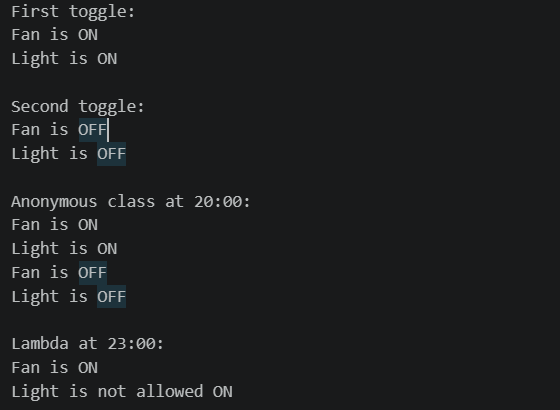 First toggle:
Fan is ON
Light is ON
Second toggle:
Fan is OFF
Light is OFF
Anonymous class at 20:00:
Fan is ON
Light is ON
Fan is OFF
Light is OFF
Lambda at 23:00:
Fan is ON
Light is not allowed ON